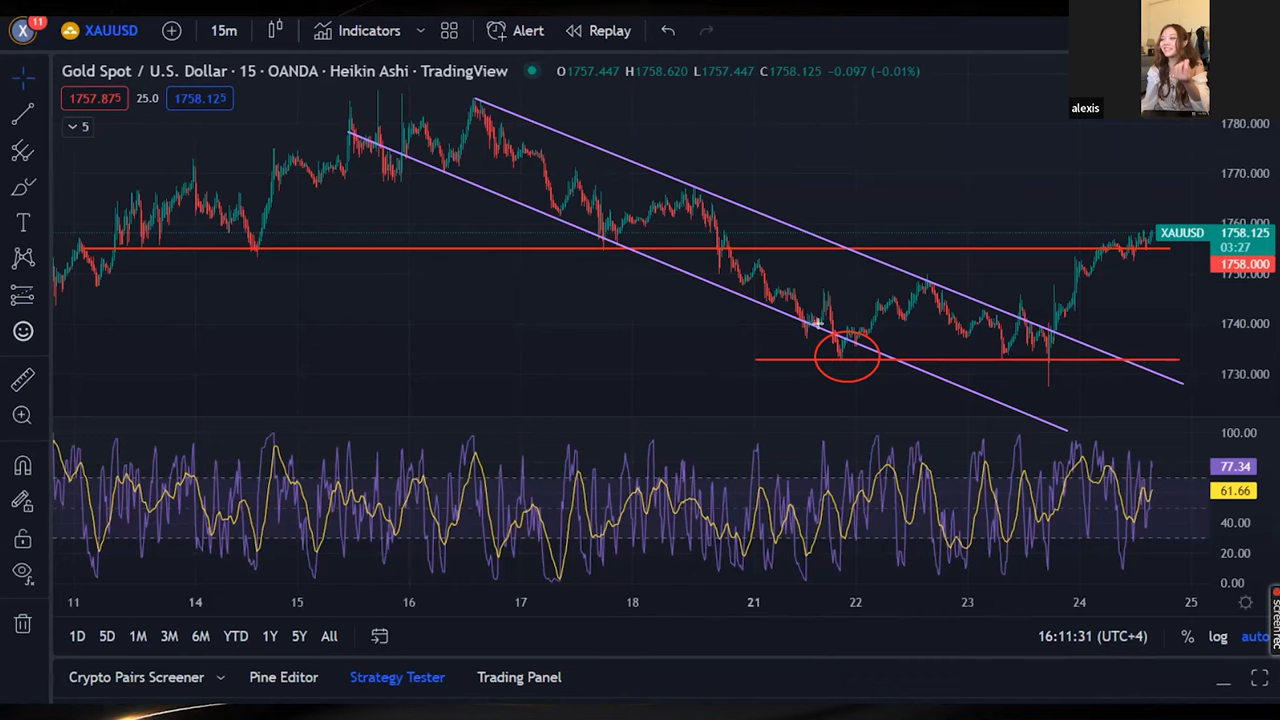 X 11 XAUUSD 15m Indicators Alert Replay
Gold Spot / U.S. Dollar · 15 · OANDA · Heikin Ashi · TradingView O1757.447 H1758.620 L1757.447 C1758.125 -0.097 (-0.01%)
1757.875 25.0 1758.125
5
alexis
1780.000
1770.000
1760.000
XAUUSD 1758.125
03:27
1758.000
1750.000
1740.000
1730.000
100.00
77.34
61.66
40.00
20.00
0.00
11 14 15 16 17 18 21 22 23 24 25
1D 5D 1M 3M 6M YTD 1Y 5Y All 16:11:31 (UTC+4) % log auto
Crypto Pairs Screener Pine Editor Strategy Tester Trading Panel
screenrec